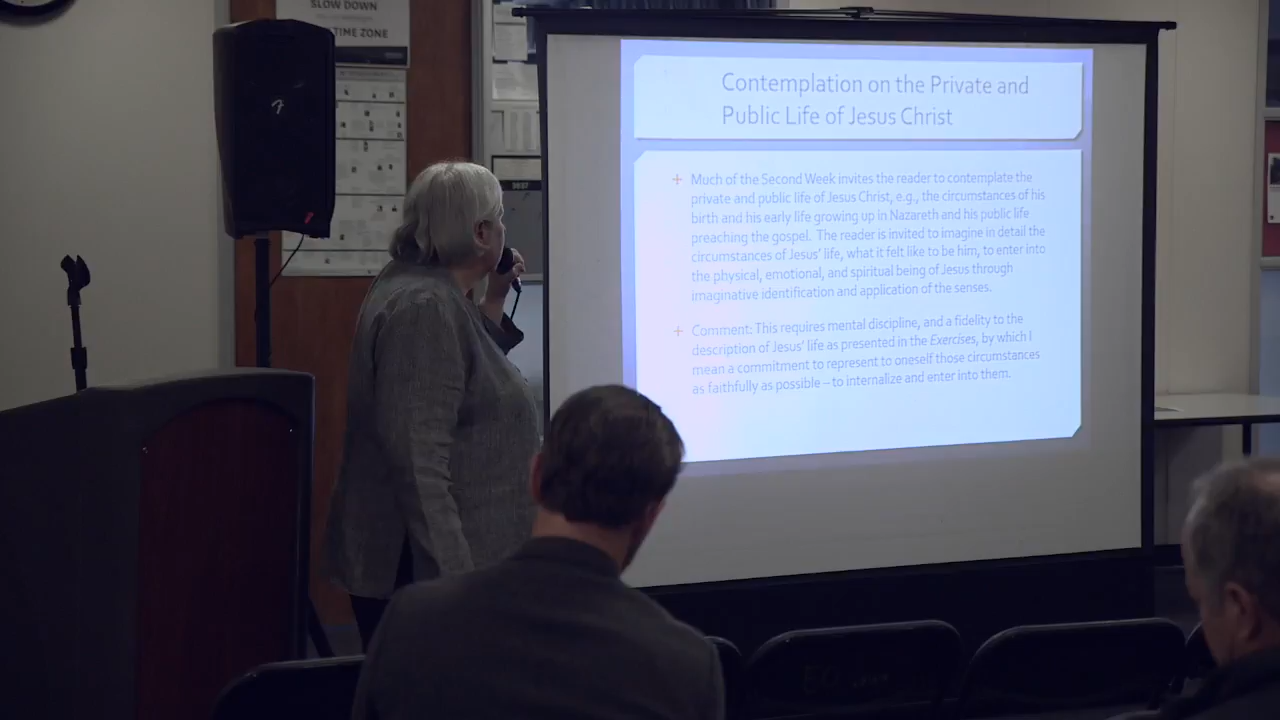 SLOW DOWN
TIME ZONE
Contemplation on the Private and
Public Life of Jesus Christ
Much of the Second Week invites the reader to contemplate the
private and public life of Jesus Christ, e.g., the circumstances of his
birth and his early life growing up in Nazareth and his public life
preaching the gospel. The reader is invited to imagine in detail the
circumstances of Jesus' life, what it felt like to be him, to enter into
the physical, emotional, and spiritual being of Jesus through
imaginative identification and application of the senses.
Comment: This requires mental discipline, and a fidelity to the
description of Jesus' life as presented in the Exercises, by which I
mean a commitment to represent to oneself those circumstances
as faithfully as possible – to internalize and enter into them.